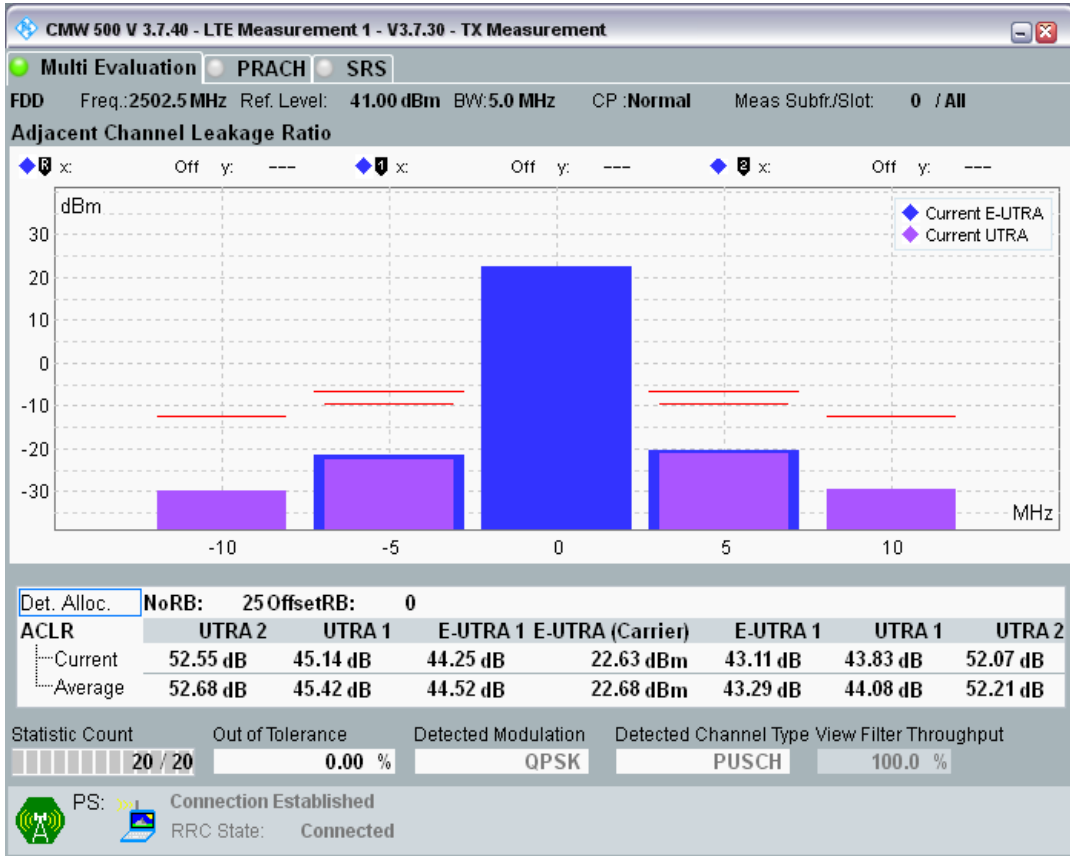 CMW 500 V 3.7.40 - LTE Measurement 1 - V3.7.30 - TX Measurement
Multi Evaluation PRACH SRS
FDD Freq.:2502.5 MHz Ref. Level: 41.00 dBm BW:5.0 MHz CP :Normal Meas Subfr./Slot: 0 / All
Adjacent Channel Leakage Ratio
R x: Off y: --- 1 x: Off y: --- 2 x: Off y: ---
dBm
Current E-UTRA
Current UTRA
30
20
10
0
-10
-20
-30
MHz
-10 -5 0 5 10
Det. Alloc. NoRB: 25 OffsetRB: 0
ACLR UTRA 2 UTRA 1 E-UTRA 1 E-UTRA (Carrier) E-UTRA 1 UTRA 1 UTRA 2
Current 52.55 dB 45.14 dB 44.25 dB 22.63 dBm 43.11 dB 43.83 dB 52.07 dB
Average 52.68 dB 45.42 dB 44.52 dB 22.68 dBm 43.29 dB 44.08 dB 52.21 dB
Statistic Count Out of Tolerance Detected Modulation Detected Channel Type View Filter Throughput
20 / 20 0.00 % QPSK PUSCH 100.0 %
PS: Connection Established
RRC State: Connected